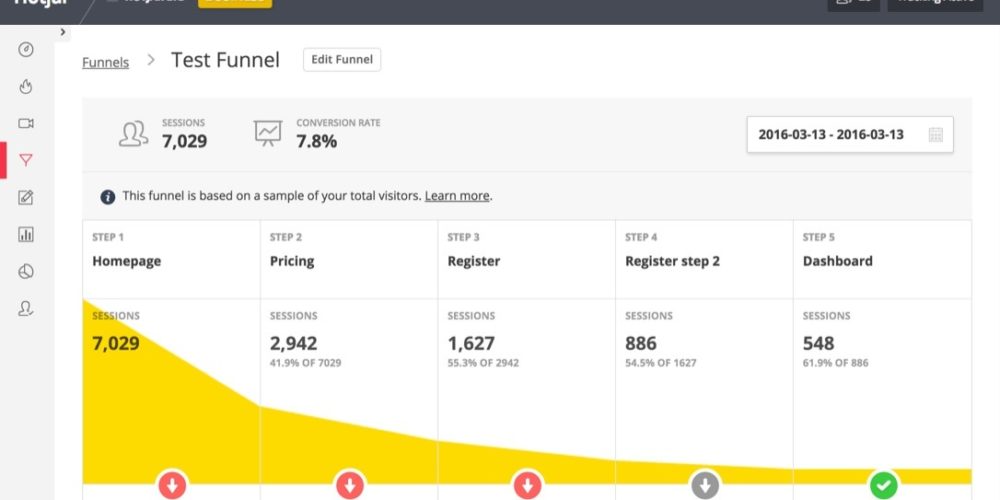 Funnels > Test Funnel Edit Funnel
SESSIONS
7,029
CONVERSION RATE
7.8%
2016-03-13 - 2016-03-13
This funnel is based on a sample of your total visitors. Learn more.
STEP 1
Homepage
STEP 2
Pricing
STEP 3
Register
STEP 4
Register step 2
STEP 5
Dashboard
SESSIONS
7,029
SESSIONS
2,942
41.9% OF 7029
SESSIONS
1,627
55.3% OF 2942
SESSIONS
886
54.5% OF 1627
SESSIONS
548
61.9% OF 886